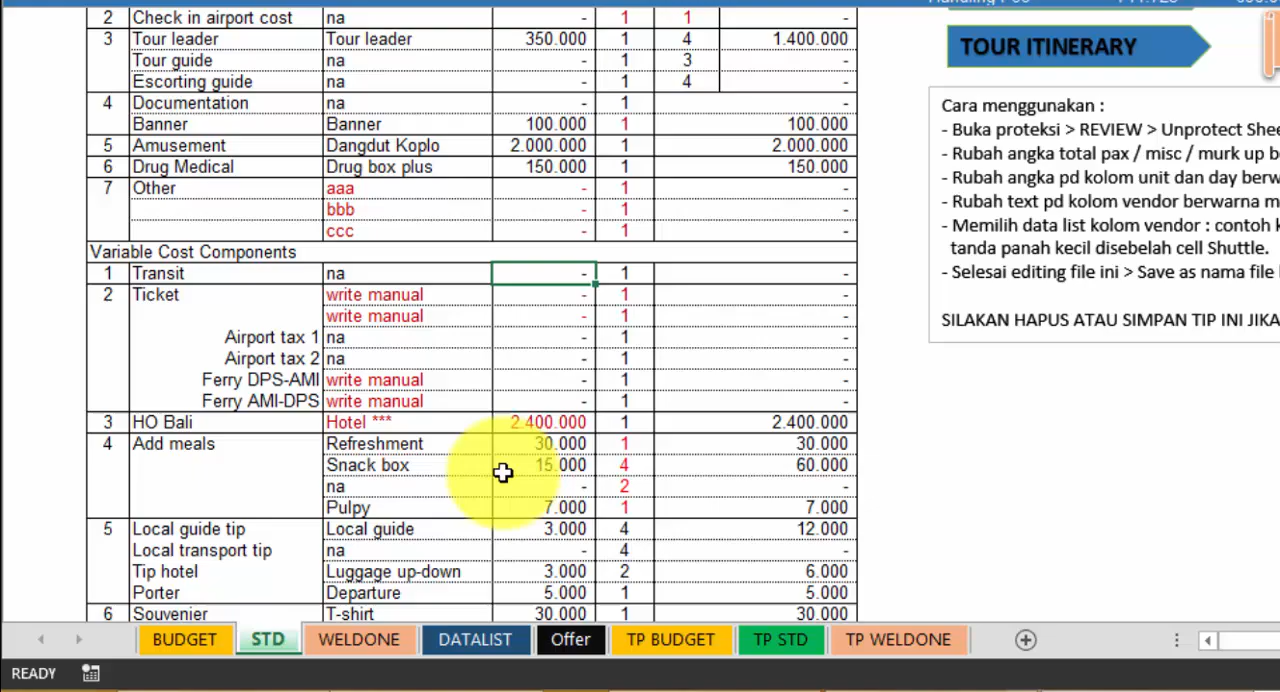 2 Check in airport cost na - 1 1 -
3 Tour leader Tour leader 350.000 1 4 1.400.000
Tour guide na - 1 3 -
Escorting guide na - 1 4 -
4 Documentation na - 1 -
Banner Banner 100.000 1 100.000
5 Amusement Dangdut Koplo 2.000.000 1 2.000.000
6 Drug Medical Drug box plus 150.000 1 150.000
7 Other aaa - 1 -
bbb - 1 -
ccc - 1 -
Variable Cost Components
1 Transit na - 1 -
2 Ticket write manual - 1 -
write manual - 1 -
Airport tax 1 na - 1 -
Airport tax 2 na - 1 -
Ferry DPS-AMI write manual - 1 -
Ferry AMI-DPS write manual - 1 -
3 HO Bali Hotel *** 2.400.000 1 2.400.000
4 Add meals Refreshment 30.000 1 30.000
Snack box 15.000 4 60.000
na - 2 -
Pulpy 7.000 1 7.000
5 Local guide tip Local guide 3.000 4 12.000
Local transport tip na - 4 -
Tip hotel Luggage up-down 3.000 2 6.000
Porter Departure 5.000 1 5.000
6 Souvenier T-shirt 30.000 1 30.000
TOUR ITINERARY
Cara menggunakan :
- Buka proteksi > REVIEW > Unprotect Shee
- Rubah angka total pax / misc / murk up b
- Rubah angka pd kolom unit dan day berw
- Rubah text pd kolom vendor berwarna m
- Memilih data list kolom vendor : contoh k
tanda panah kecil disebelah cell Shuttle.
- Selesai editing file ini > Save as nama file
SILAKAN HAPUS ATAU SIMPAN TIP INI JIKA
BUDGET STD WELDONE DATALIST Offer TP BUDGET TP STD TP WELDONE
READY